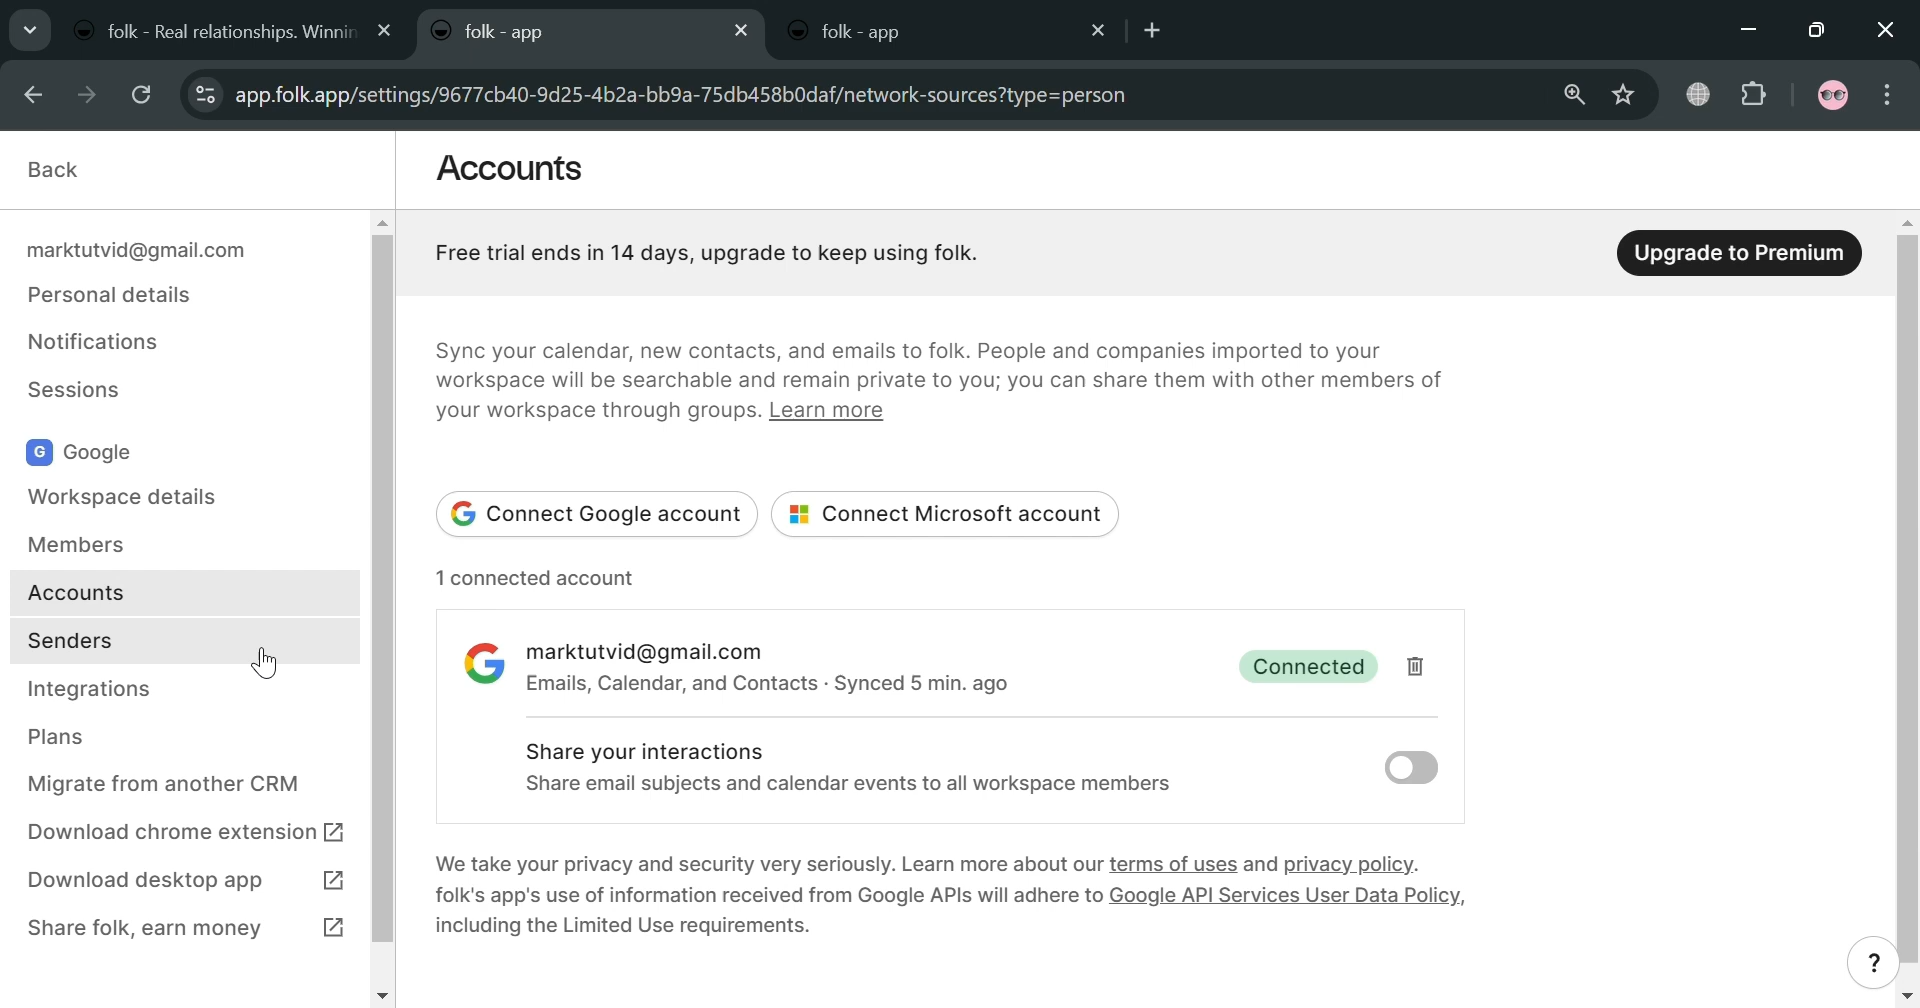 folk - Real relationships. Winnin
folk - app
folk - app
app.folk.app/settings/9677cb40-9d25-4b2a-bb9a-75db458b0daf/network-sources?type=person
Back
Accounts
marktutvid@gmail.com
Personal details
Notifications
Sessions
G Google
Workspace details
Members
Accounts
Senders
Integrations
Plans
Migrate from another CRM
Download chrome extension
Download desktop app
Share folk, earn money
Free trial ends in 14 days, upgrade to keep using folk.
Upgrade to Premium
Sync your calendar, new contacts, and emails to folk. People and companies imported to your
workspace will be searchable and remain private to you; you can share them with other members of
your workspace through groups. Learn more
Connect Google account
Connect Microsoft account
1 connected account
marktutvid@gmail.com
Emails, Calendar, and Contacts · Synced 5 min. ago
Connected
Share your interactions
Share email subjects and calendar events to all workspace members
We take your privacy and security very seriously. Learn more about our terms of uses and privacy policy.
folk's app's use of information received from Google APIs will adhere to Google API Services User Data Policy,
including the Limited Use requirements.
?